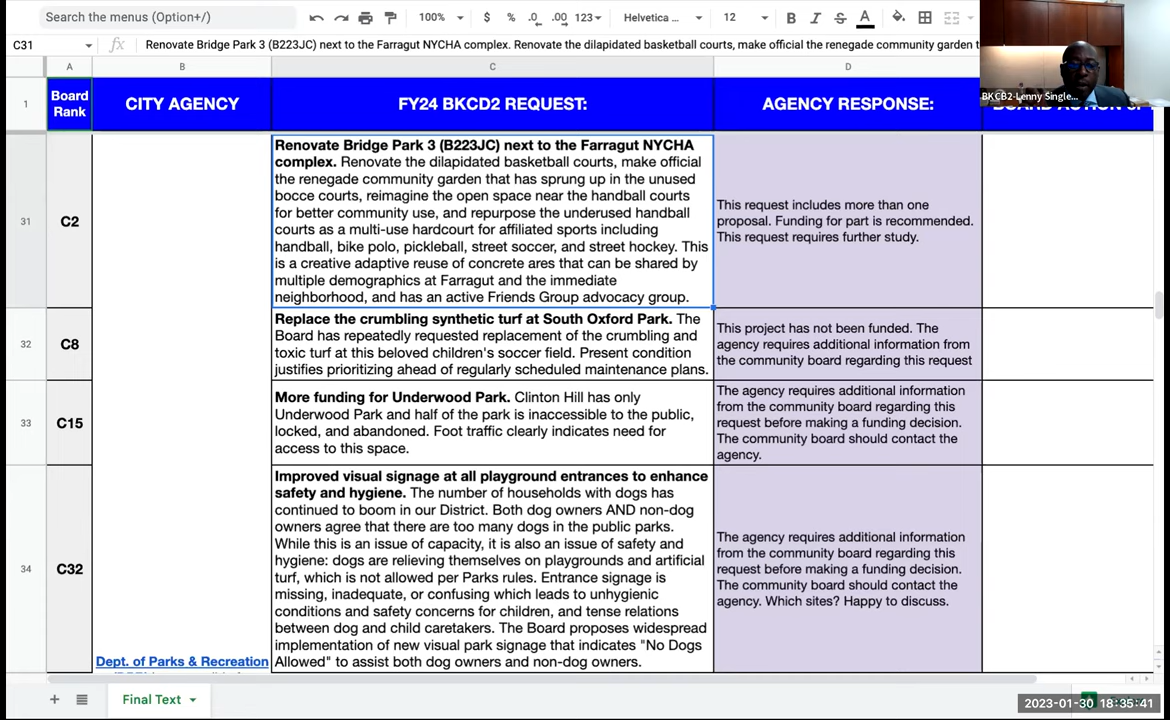 Search the menus (Option+/)
100%
$ % .0 .00 123
Helvetica ...
12
B I S A
C31
fx
Renovate Bridge Park 3 (B223JC) next to the Farragut NYCHA complex. Renovate the dilapidated basketball courts, make official the renegade community garden t
BKCB2-Lenny Single...
A B C D
1
Board
Rank
CITY AGENCY
FY24 BKCD2 REQUEST:
AGENCY RESPONSE:
31
C2
Renovate Bridge Park 3 (B223JC) next to the Farragut NYCHA
complex. Renovate the dilapidated basketball courts, make official
the renegade community garden that has sprung up in the unused
bocce courts, reimagine the open space near the handball courts
for better community use, and repurpose the underused handball
courts as a multi-use hardcourt for affiliated sports including
handball, bike polo, pickleball, street soccer, and street hockey. This
is a creative adaptive reuse of concrete ares that can be shared by
multiple demographics at Farragut and the immediate
neighborhood, and has an active Friends Group advocacy group.
This request includes more than one
proposal. Funding for part is recommended.
This request requires further study.
32
C8
Replace the crumbling synthetic turf at South Oxford Park. The
Board has repeatedly requested replacement of the crumbling and
toxic turf at this beloved children's soccer field. Present condition
justifies prioritizing ahead of regularly scheduled maintenance plans.
This project has not been funded. The
agency requires additional information from
the community board regarding this request
33
C15
More funding for Underwood Park. Clinton Hill has only
Underwood Park and half of the park is inaccessible to the public,
locked, and abandoned. Foot traffic clearly indicates need for
access to this space.
The agency requires additional information
from the community board regarding this
request before making a funding decision.
The community board should contact the
agency.
34
C32
Improved visual signage at all playground entrances to enhance
safety and hygiene. The number of households with dogs has
continued to boom in our District. Both dog owners AND non-dog
owners agree that there are too many dogs in the public parks.
While this is an issue of capacity, it is also an issue of safety and
hygiene: dogs are relieving themselves on playgrounds and artificial
turf, which is not allowed per Parks rules. Entrance signage is
missing, inadequate, or confusing which leads to unhygienic
conditions and safety concerns for children, and tense relations
between dog and child caretakers. The Board proposes widespread
implementation of new visual park signage that indicates "No Dogs
Allowed" to assist both dog owners and non-dog owners.
The agency requires additional information
from the community board regarding this
request before making a funding decision.
The community board should contact the
agency. Which sites? Happy to discuss.
Dept. of Parks & Recreation
Final Text
2023-01-30 18:35:41